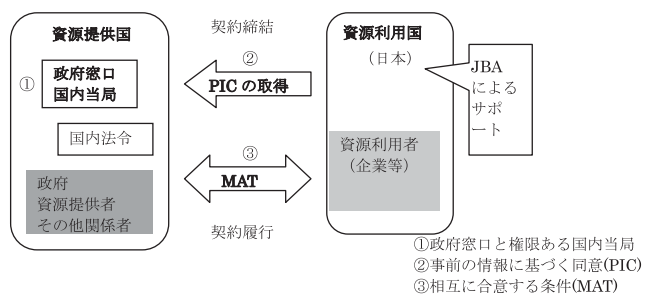 資源提供国
①
政府窓口
国内当局
国内法令
政府
資源提供者
その他関係者
契約締結
②
PIC の取得
③
MAT
契約履行
資源利用国
（日本）
資源利用者
（企業等）
JBA
による
サポ
ート
①政府窓口と権限ある国内当局
②事前の情報に基づく同意(PIC)
③相互に合意する条件(MAT)